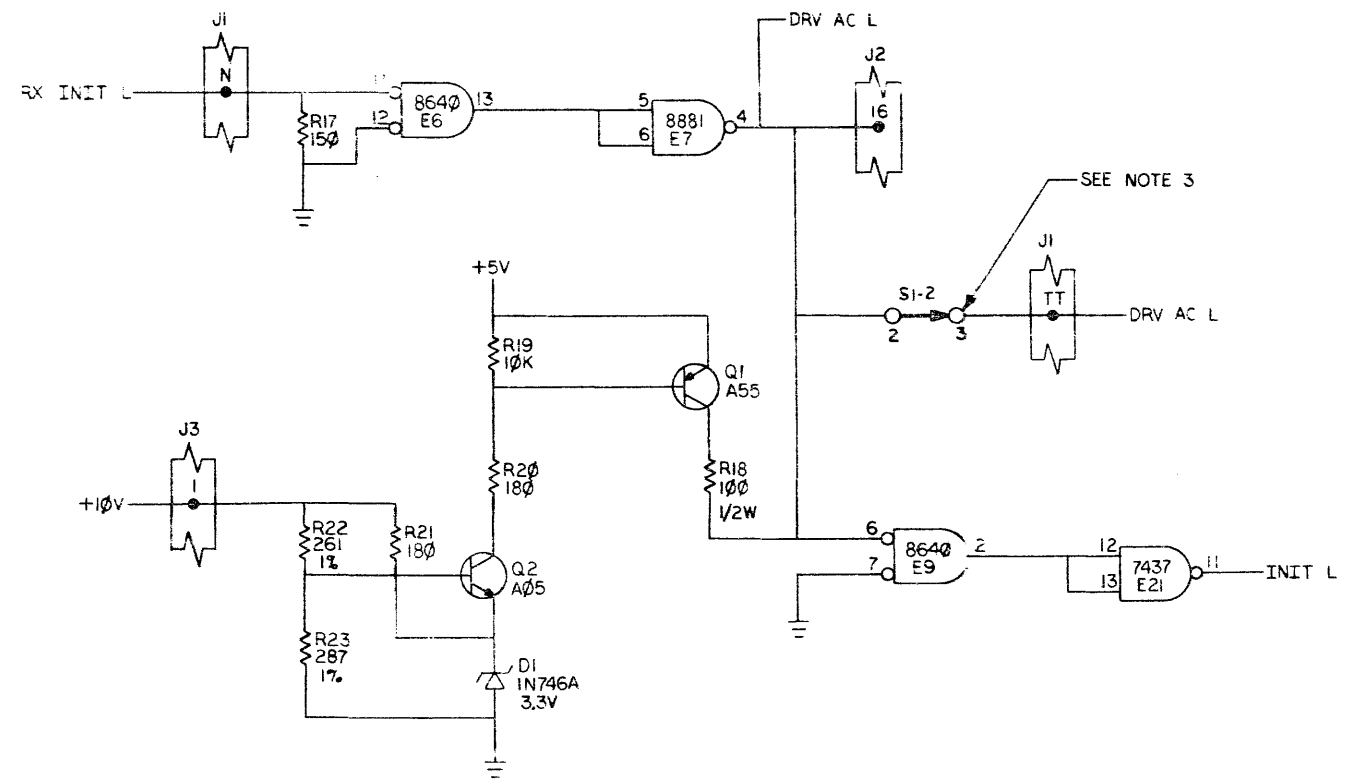 J1
DRV AC L
J2
RX INIT L
N
11
864Ø
E6
12
13
R17
15Ø
5
6
8881
E7
4
16
SEE NOTE 3
J1
+5V
S1-2
TT
DRV AC L
2
3
R19
1ØK
Q1
A55
J3
R2Ø
18Ø
R18
1ØØ
1/2W
+1ØV
1
R22
261
1%
R21
18Ø
6
7
864Ø
E9
2
12
13
7437
E21
11
INIT L
Q2
AØ5
R23
287
1%
D1
1N746A
3.3V